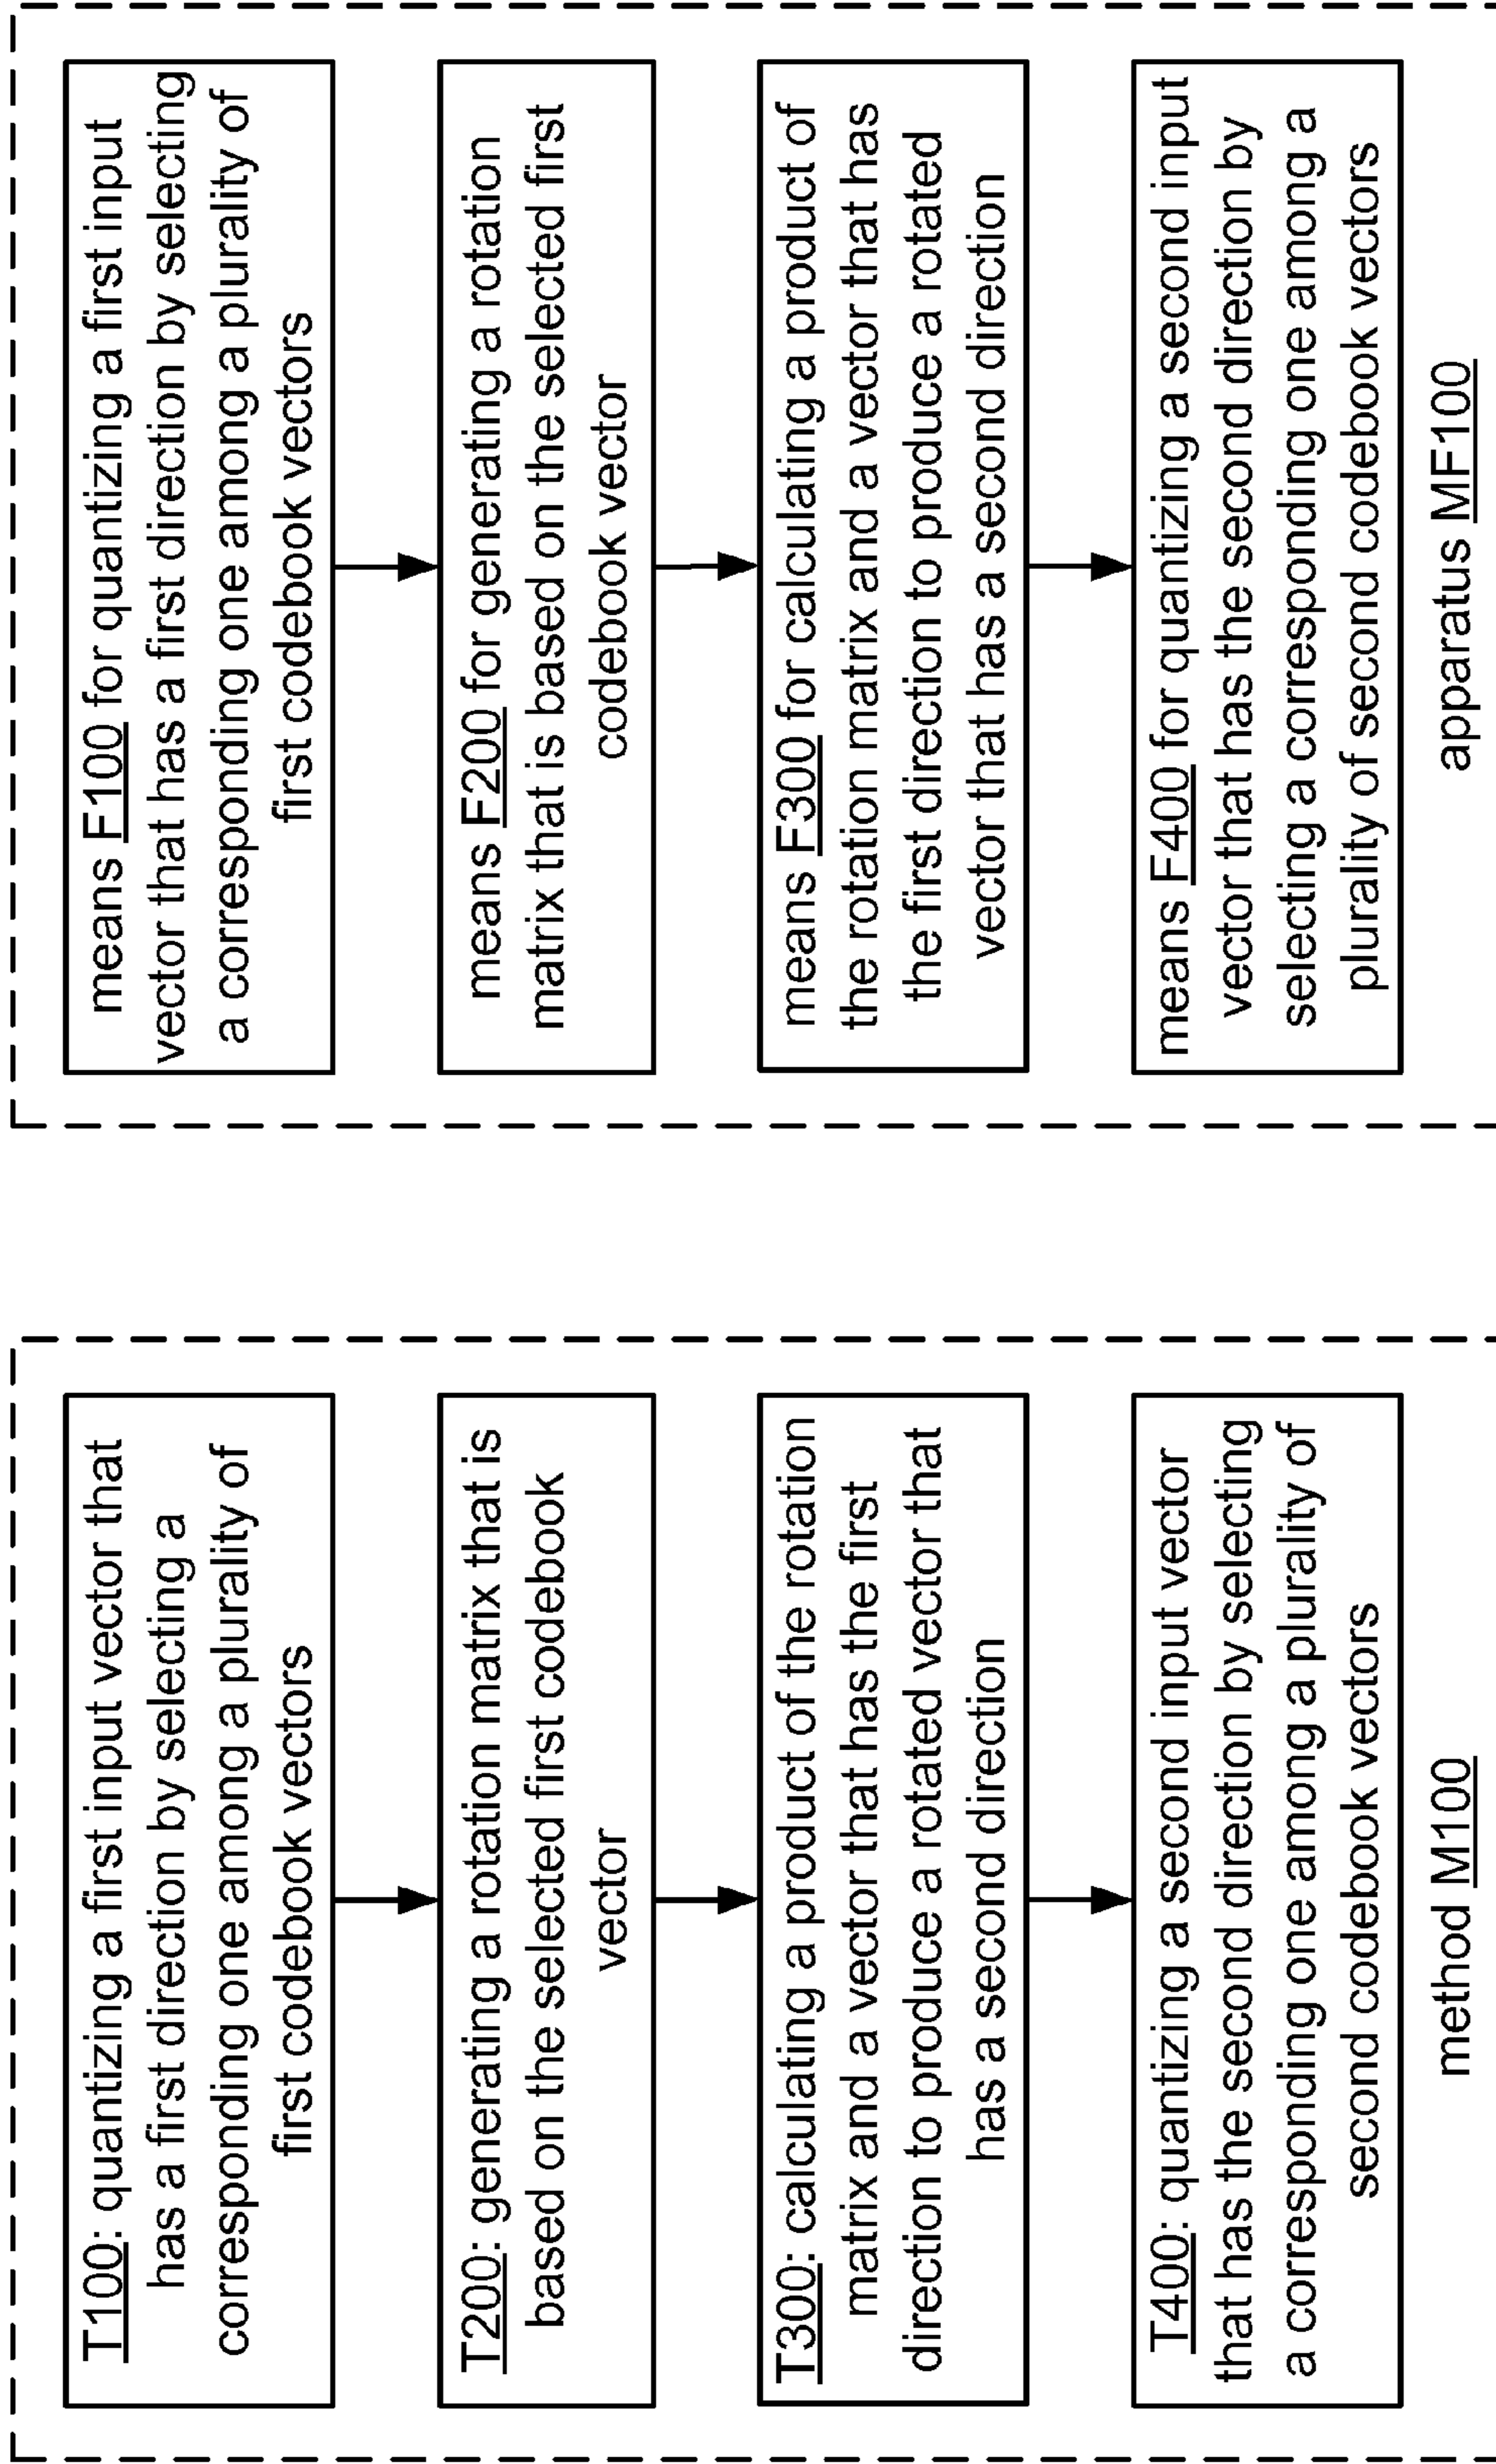 T100: quantizing a first input vector that
has a first direction by selecting a
corresponding one among a plurality of
first codebook vectors
T200: generating a rotation matrix that is
based on the selected first codebook
vector
T300: calculating a product of the rotation
matrix and a vector that has the first
direction to produce a rotated vector that
has a second direction
T400: quantizing a second input vector
that has the second direction by selecting
a corresponding one among a plurality of
second codebook vectors
method M100
means F100 for quantizing a first input
vector that has a first direction by selecting
a corresponding one among a plurality of
first codebook vectors
means F200 for generating a rotation
matrix that is based on the selected first
codebook vector
means F300 for calculating a product of
the rotation matrix and a vector that has
the first direction to produce a rotated
vector that has a second direction
means F400 for quantizing a second input
vector that has the second direction by
selecting a corresponding one among a
plurality of second codebook vectors
apparatus MF100